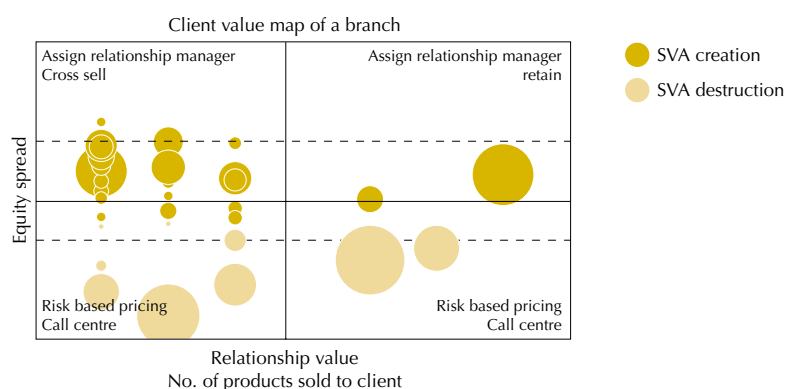 Client value map of a branch
Assign relationship manager
Cross sell
Assign relationship manager
retain
SVA creation
SVA destruction
Equity spread
Risk based pricing
Call centre
Risk based pricing
Call centre
Relationship value
No. of products sold to client